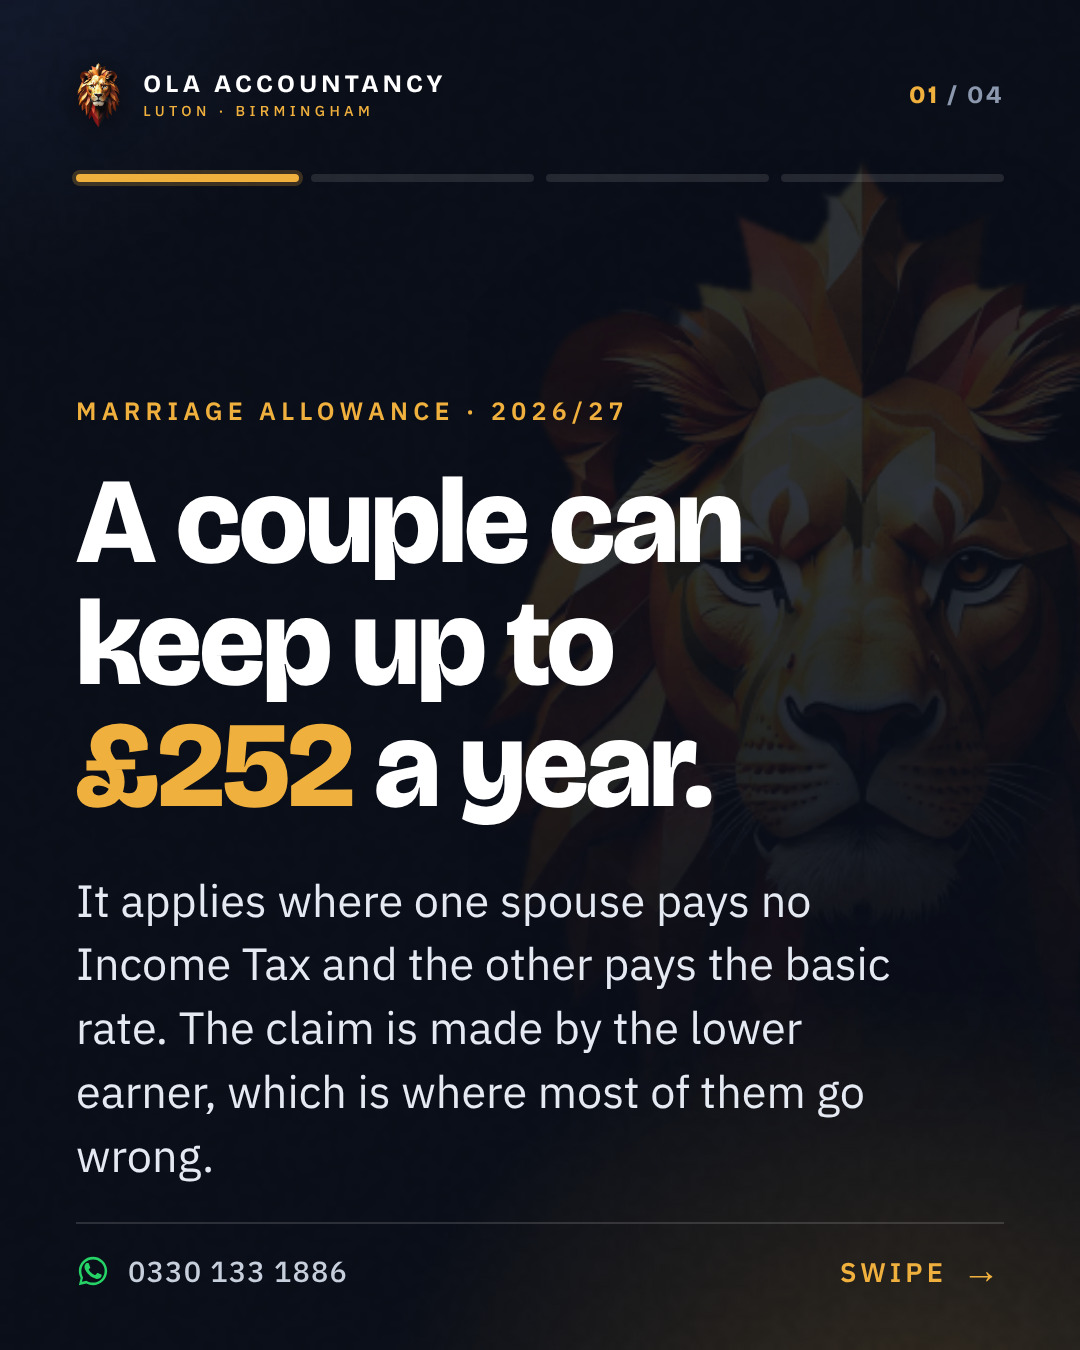 OLA ACCOUNTANCY
LUTON · BIRMINGHAM
01 / 04
MARRIAGE ALLOWANCE · 2026/27
A couple can
keep up to
£252 a year.
It applies where one spouse pays no
Income Tax and the other pays the basic
rate. The claim is made by the lower
earner, which is where most of them go
wrong.
0330 133 1886
SWIPE →